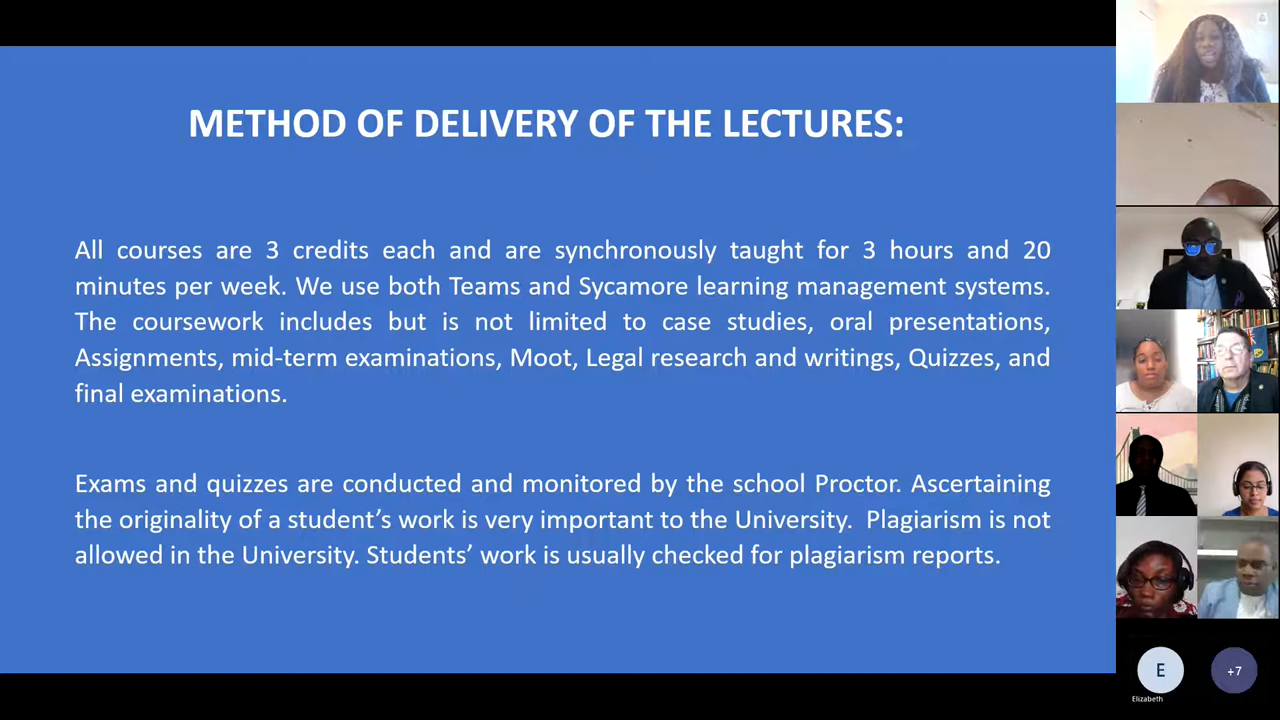 METHOD OF DELIVERY OF THE LECTURES:
All courses are 3 credits each and are synchronously taught for 3 hours and 20
minutes per week. We use both Teams and Sycamore learning management systems.
The coursework includes but is not limited to case studies, oral presentations,
Assignments, mid-term examinations, Moot, Legal research and writings, Quizzes, and
final examinations.
Exams and quizzes are conducted and monitored by the school Proctor. Ascertaining
the originality of a student’s work is very important to the University.  Plagiarism is not
allowed in the University. Students’ work is usually checked for plagiarism reports.
E
+7
Elizabeth